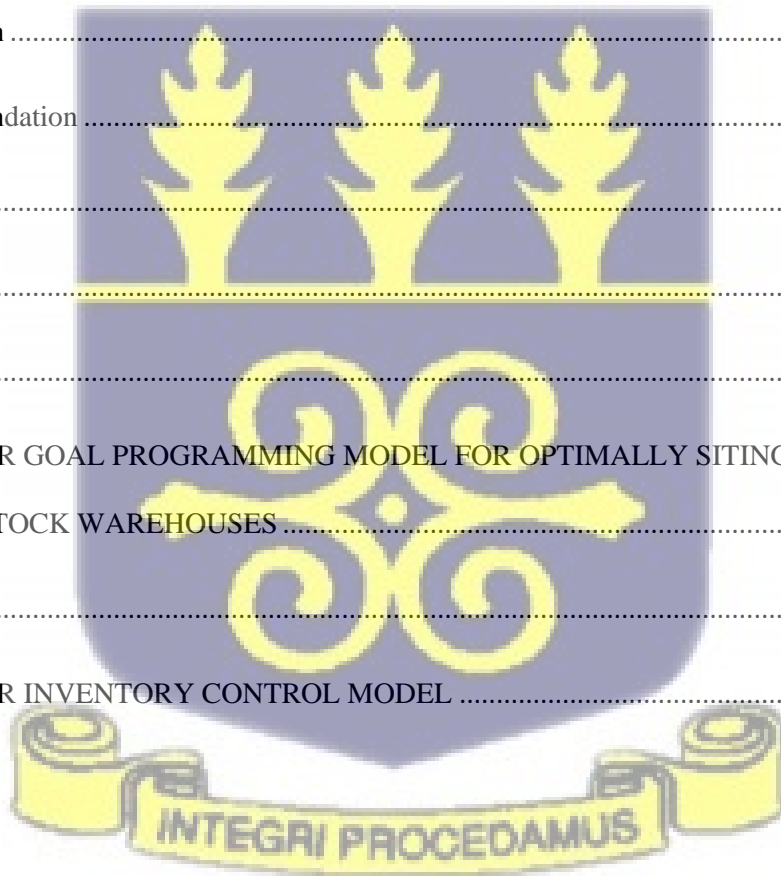 n ........................................................................................................
ndation ...............................................................................................
........................................................................................................
........................................................................................................
........................................................................................................
R GOAL PROGRAMMING MODEL FOR OPTIMALLY SITING
TOCK WAREHOUSES ................................................................
........................................................................................................
R INVENTORY CONTROL MODEL ........................................
INTEGRI PROCEDAMUS